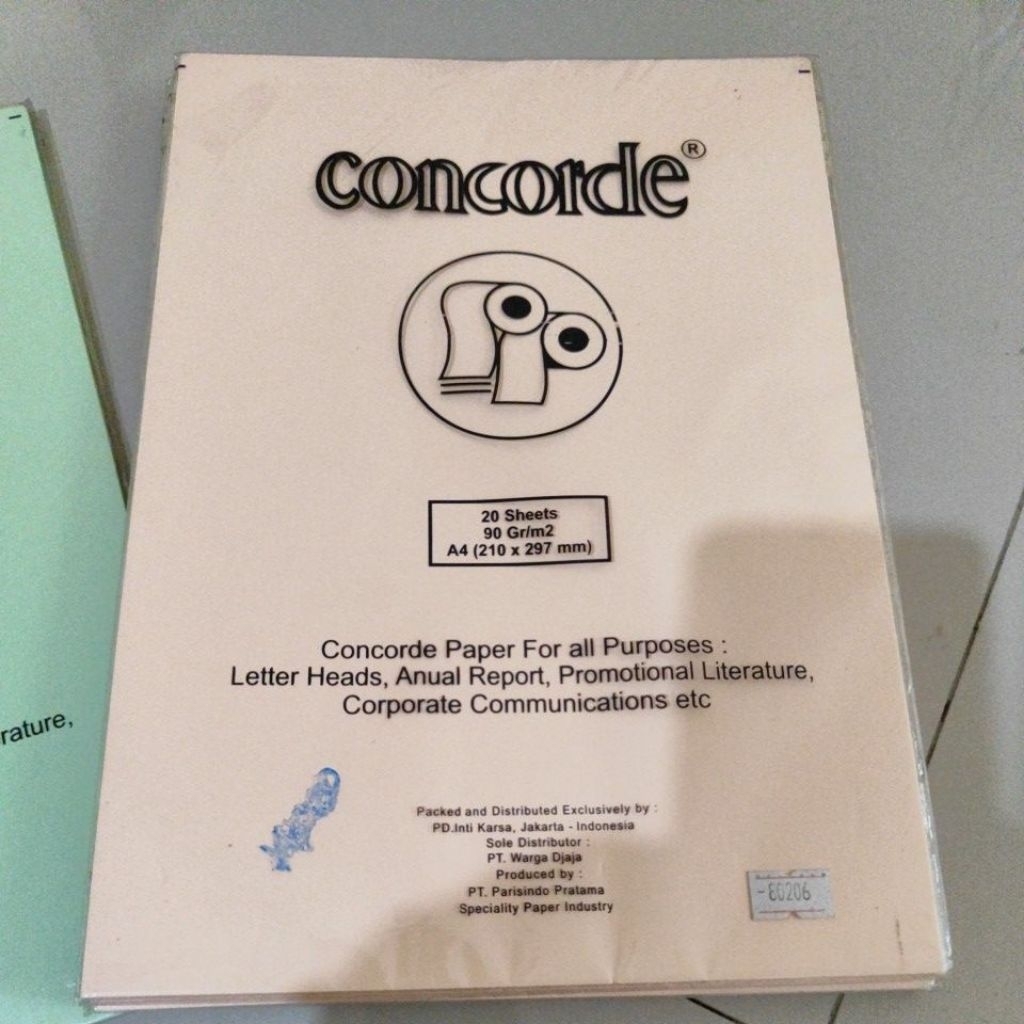 concorde®
20 Sheets
90 Gr/m2
A4 (210 x 297 mm)
Concorde Paper For all Purposes :
Letter Heads, Anual Report, Promotional Literature,
Corporate Communications etc
rature,
Packed and Distributed Exclusively by :
PD.Inti Karsa, Jakarta - Indonesia
Sole Distributor :
PT. Warga Djaja
Produced by :
PT. Parisindo Pratama
Speciality Paper Industry
-80206